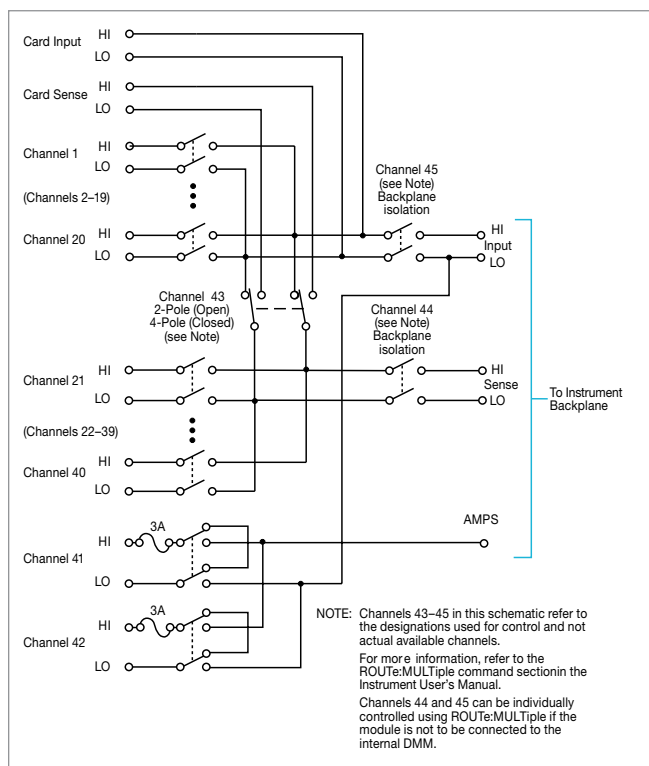 Card Input HI
LO
Card Sense HI
LO
Channel 1 HI
LO
(Channels 2–19)
Channel 20 HI
LO
Channel 45
(see Note)
Backplane
isolation
HI
Input
LO
Channel 43
2-Pole (Open)
4-Pole (Closed)
(see Note)
Channel 44
(see Note)
Backplane
isolation
Channel 21 HI
LO
HI
Sense
LO
To Instrument
Backplane
(Channels 22–39)
Channel 40 HI
LO
AMPS
3A
Channel 41 HI
LO
3A
Channel 42 HI
LO
NOTE: Channels 43–45 in this schematic refer to
the designations used for control and not
actual available channels.
For more information, refer to the
ROUTe:MULTiple command sectionin the
Instrument User's Manual.
Channels 44 and 45 can be individually
controlled using ROUTe:MULTiple if the
module is not to be connected to the
internal DMM.